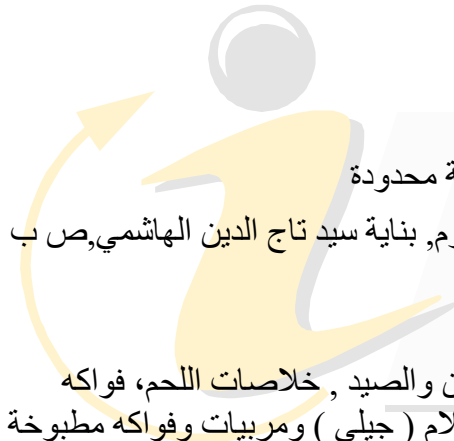 ة محدودة
م, بناية سيد تاج الدين الهاشمي,ص ب
ن والصيد , خلاصات اللحم، فواكه
لام ( جيلي ) ومربيات وفواكه مطبوخة